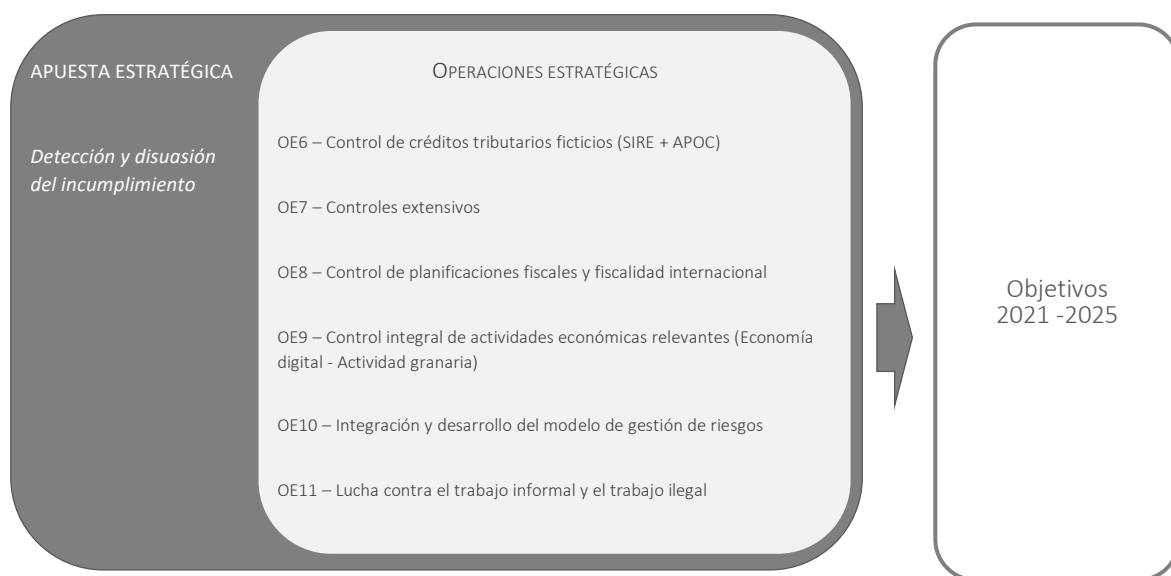 APUESTA ESTRATÉGICA
Detección y disuasión
del incumplimiento
OPERACIONES ESTRATÉGICAS
OE6 – Control de créditos tributarios ficticios (SIRE + APOC)
OE7 – Controles extensivos
OE8 – Control de planificaciones fiscales y fiscalidad internacional
OE9 – Control integral de actividades económicas relevantes (Economía
digital - Actividad granaria)
OE10 – Integración y desarrollo del modelo de gestión de riesgos
OE11 – Lucha contra el trabajo informal y el trabajo ilegal
Objetivos
2021 -2025